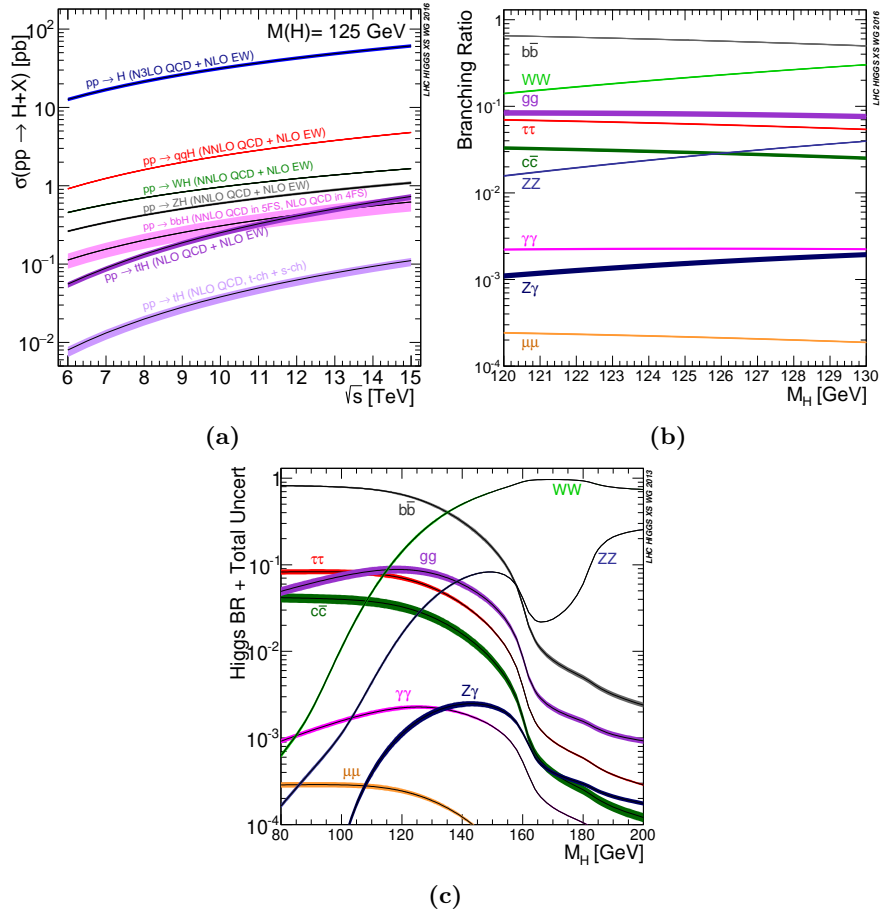 M(H)= 125 GeV
LHC HIGGS XS WG 2016
σ(pp → H+X) [pb]
10²
10
1
10⁻¹
10⁻²
pp → H (N3LO QCD + NLO EW)
pp → qqH (NNLO QCD + NLO EW)
pp → WH (NNLO QCD + NLO EW)
pp → ZH (NNLO QCD + NLO EW)
pp → bbH (NNLO QCD in 5FS, NLO QCD in 4FS)
pp → ttH (NLO QCD + NLO EW)
pp → tH (NLO QCD, t-ch + s-ch)
6 7 8 9 10 11 12 13 14 15
√s [TeV]
(a)
LHC HIGGS XS WG 2016
Branching Ratio
1
10⁻¹
10⁻²
10⁻³
10⁻⁴
bb̅
WW
gg
ττ
cc̅
ZZ
γγ
Zγ
μμ
120 121 122 123 124 125 126 127 128 129 130
M_H [GeV]
(b)
LHC HIGGS XS WG 2013
Higgs BR + Total Uncert
1
10⁻¹
10⁻²
10⁻³
10⁻⁴
WW
bb̅
ττ
gg
ZZ
cc̅
γγ
Zγ
μμ
80 100 120 140 160 180 200
M_H [GeV]
(c)